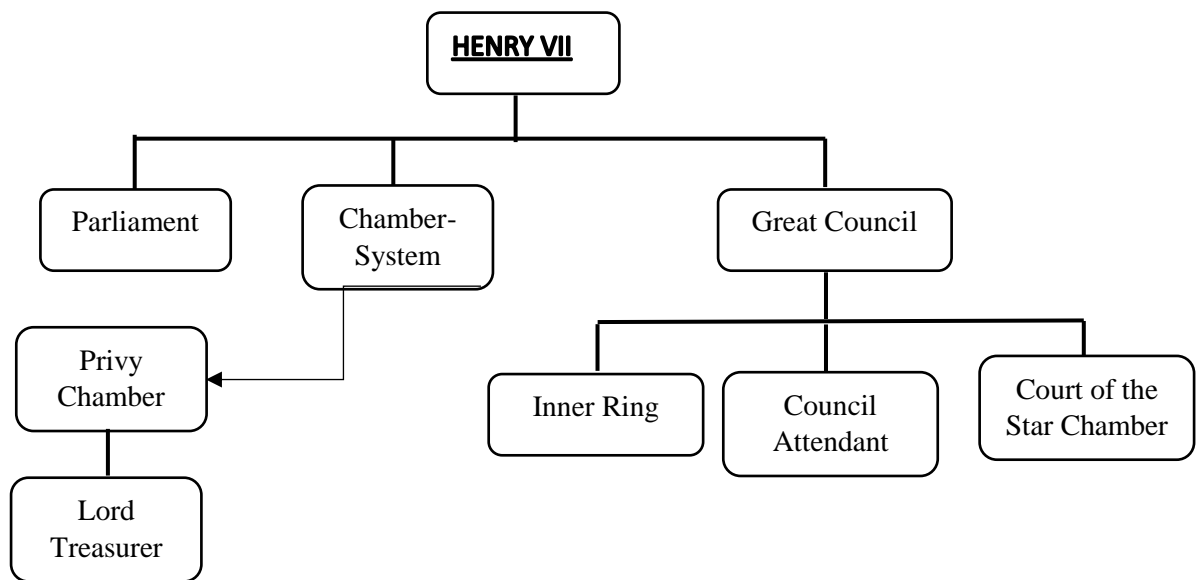 HENRY VII
Parliament
Chamber-
System
Great Council
Privy
Chamber
Inner Ring
Council
Attendant
Court of the
Star Chamber
Lord
Treasurer